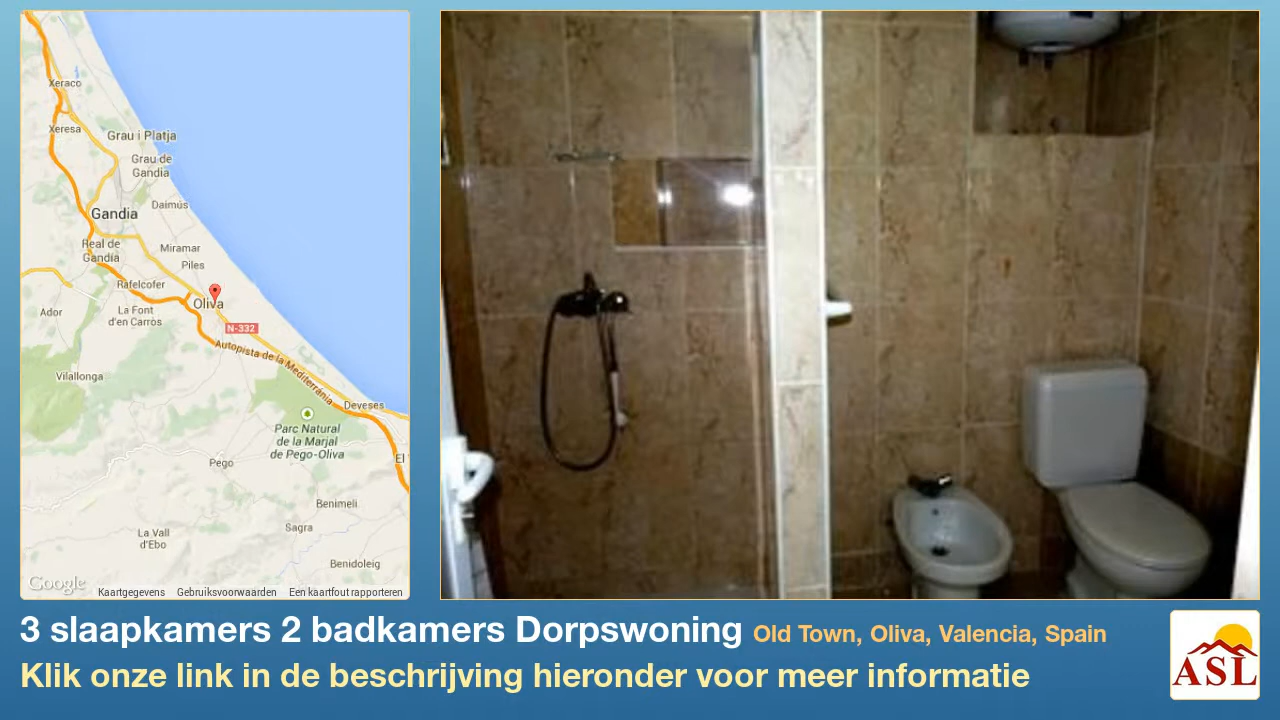 Xeraco
Xeresa
Grau i Platja
Grau de
Gandia
Daimús
Gandia
Real de
Gandía
Miramar
Piles
Rafelcofer
Oliva
Ador
La Font
d'en Carròs
N-332
Autopista de la Mediterrània
Vilallonga
Deveses
Parc Natural
de la Marjal
de Pego-Oliva
Pego
El
Benimeli
Sagra
La Vall
d'Ebo
Benidoleig
Google
Kaartgegevens Gebruiksvoorwaarden Een kaartfout rapporteren
3 slaapkamers 2 badkamers Dorpswoning Old Town, Oliva, Valencia, Spain
Klik onze link in de beschrijving hieronder voor meer informatie
ASL